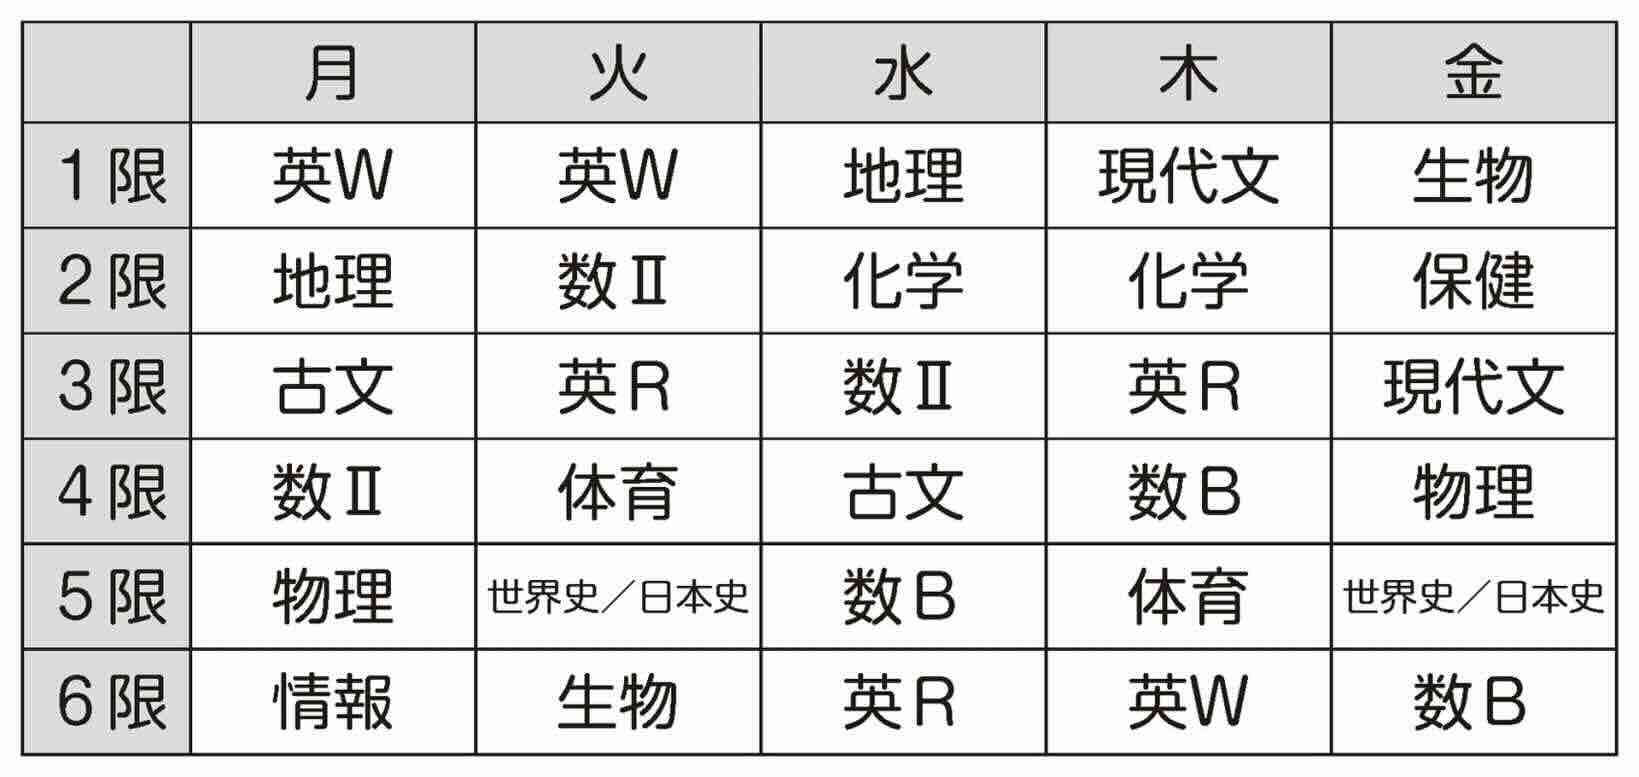 月 火 水 木 金
1限 英W 英W 地理 現代文 生物
2限 地理 数Ⅱ 化学 化学 保健
3限 古文 英R 数Ⅱ 英R 現代文
4限 数Ⅱ 体育 古文 数B 物理
5限 物理 世界史／日本史 数B 体育 世界史／日本史
6限 情報 生物 英R 英W 数B